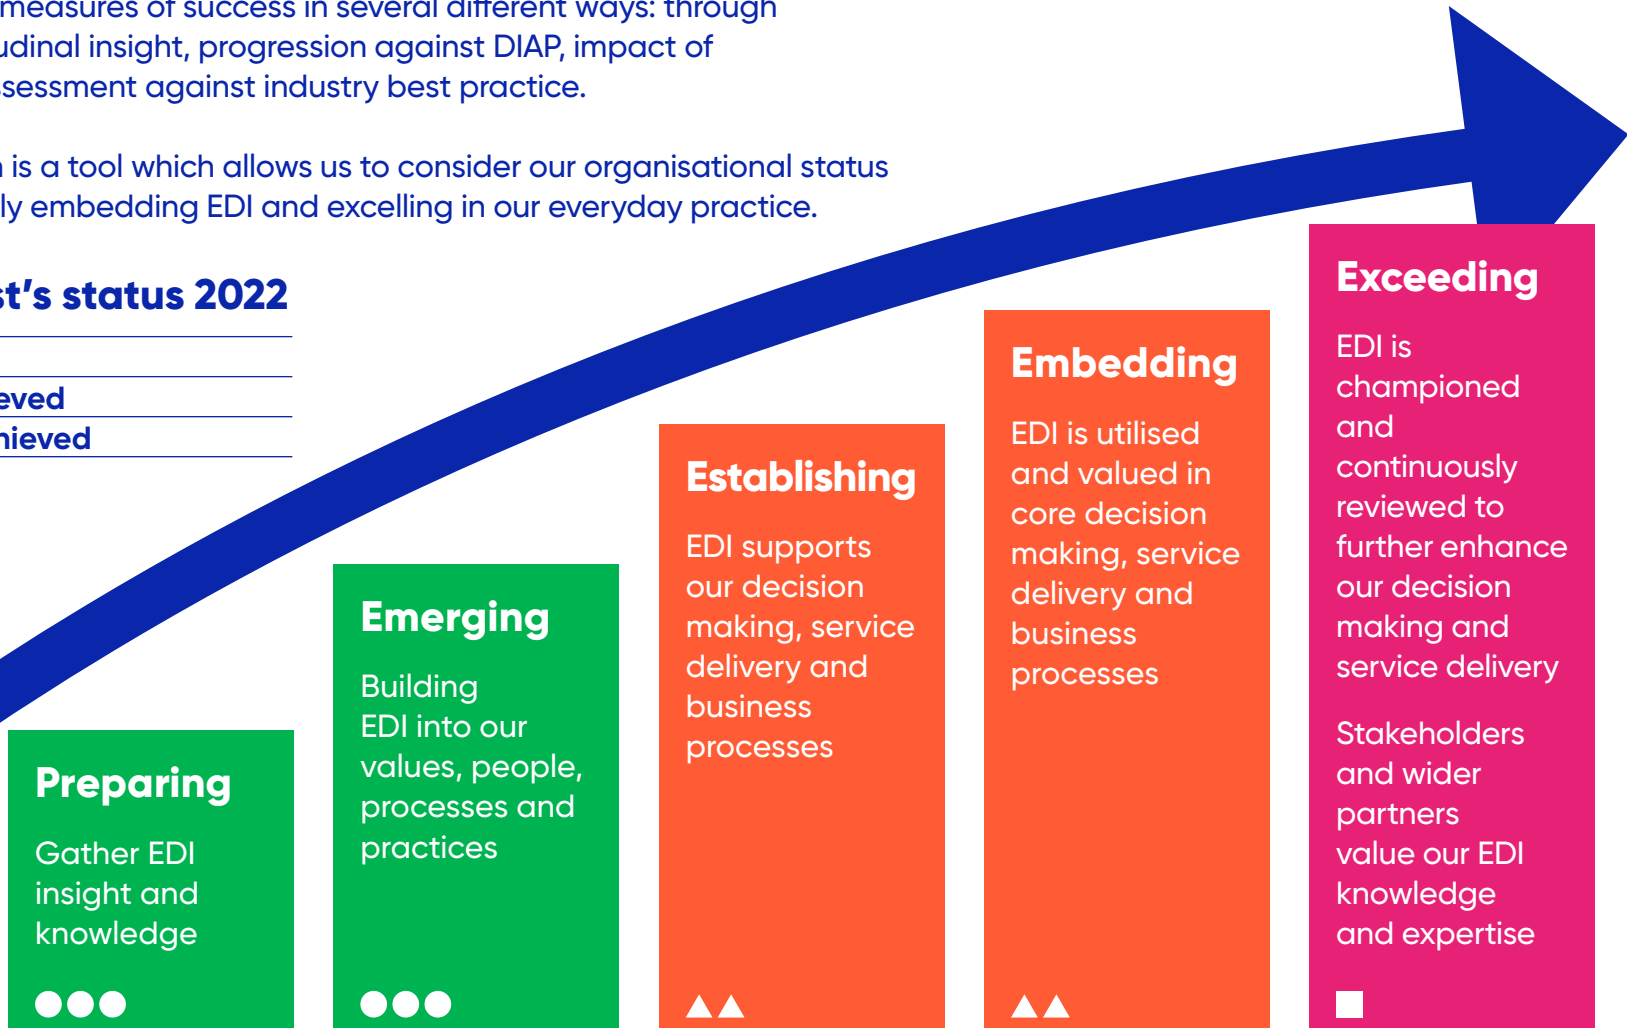 measures of success in several different ways: through
udinal insight, progression against DIAP, impact of
ssessment against industry best practice.
is a tool which allows us to consider our organisational status
ly embedding EDI and excelling in our everyday practice.
st's status 2022
eved
hieved
Preparing
Gather EDI
insight and
knowledge
Emerging
Building
EDI into our
values, people,
processes and
practices
Establishing
EDI supports
our decision
making, service
delivery and
business
processes
Embedding
EDI is utilised
and valued in
core decision
making, service
delivery and
business
processes
Exceeding
EDI is
championed
and
continuously
reviewed to
further enhance
our decision
making and
service delivery
Stakeholders
and wider
partners
value our EDI
knowledge
and expertise